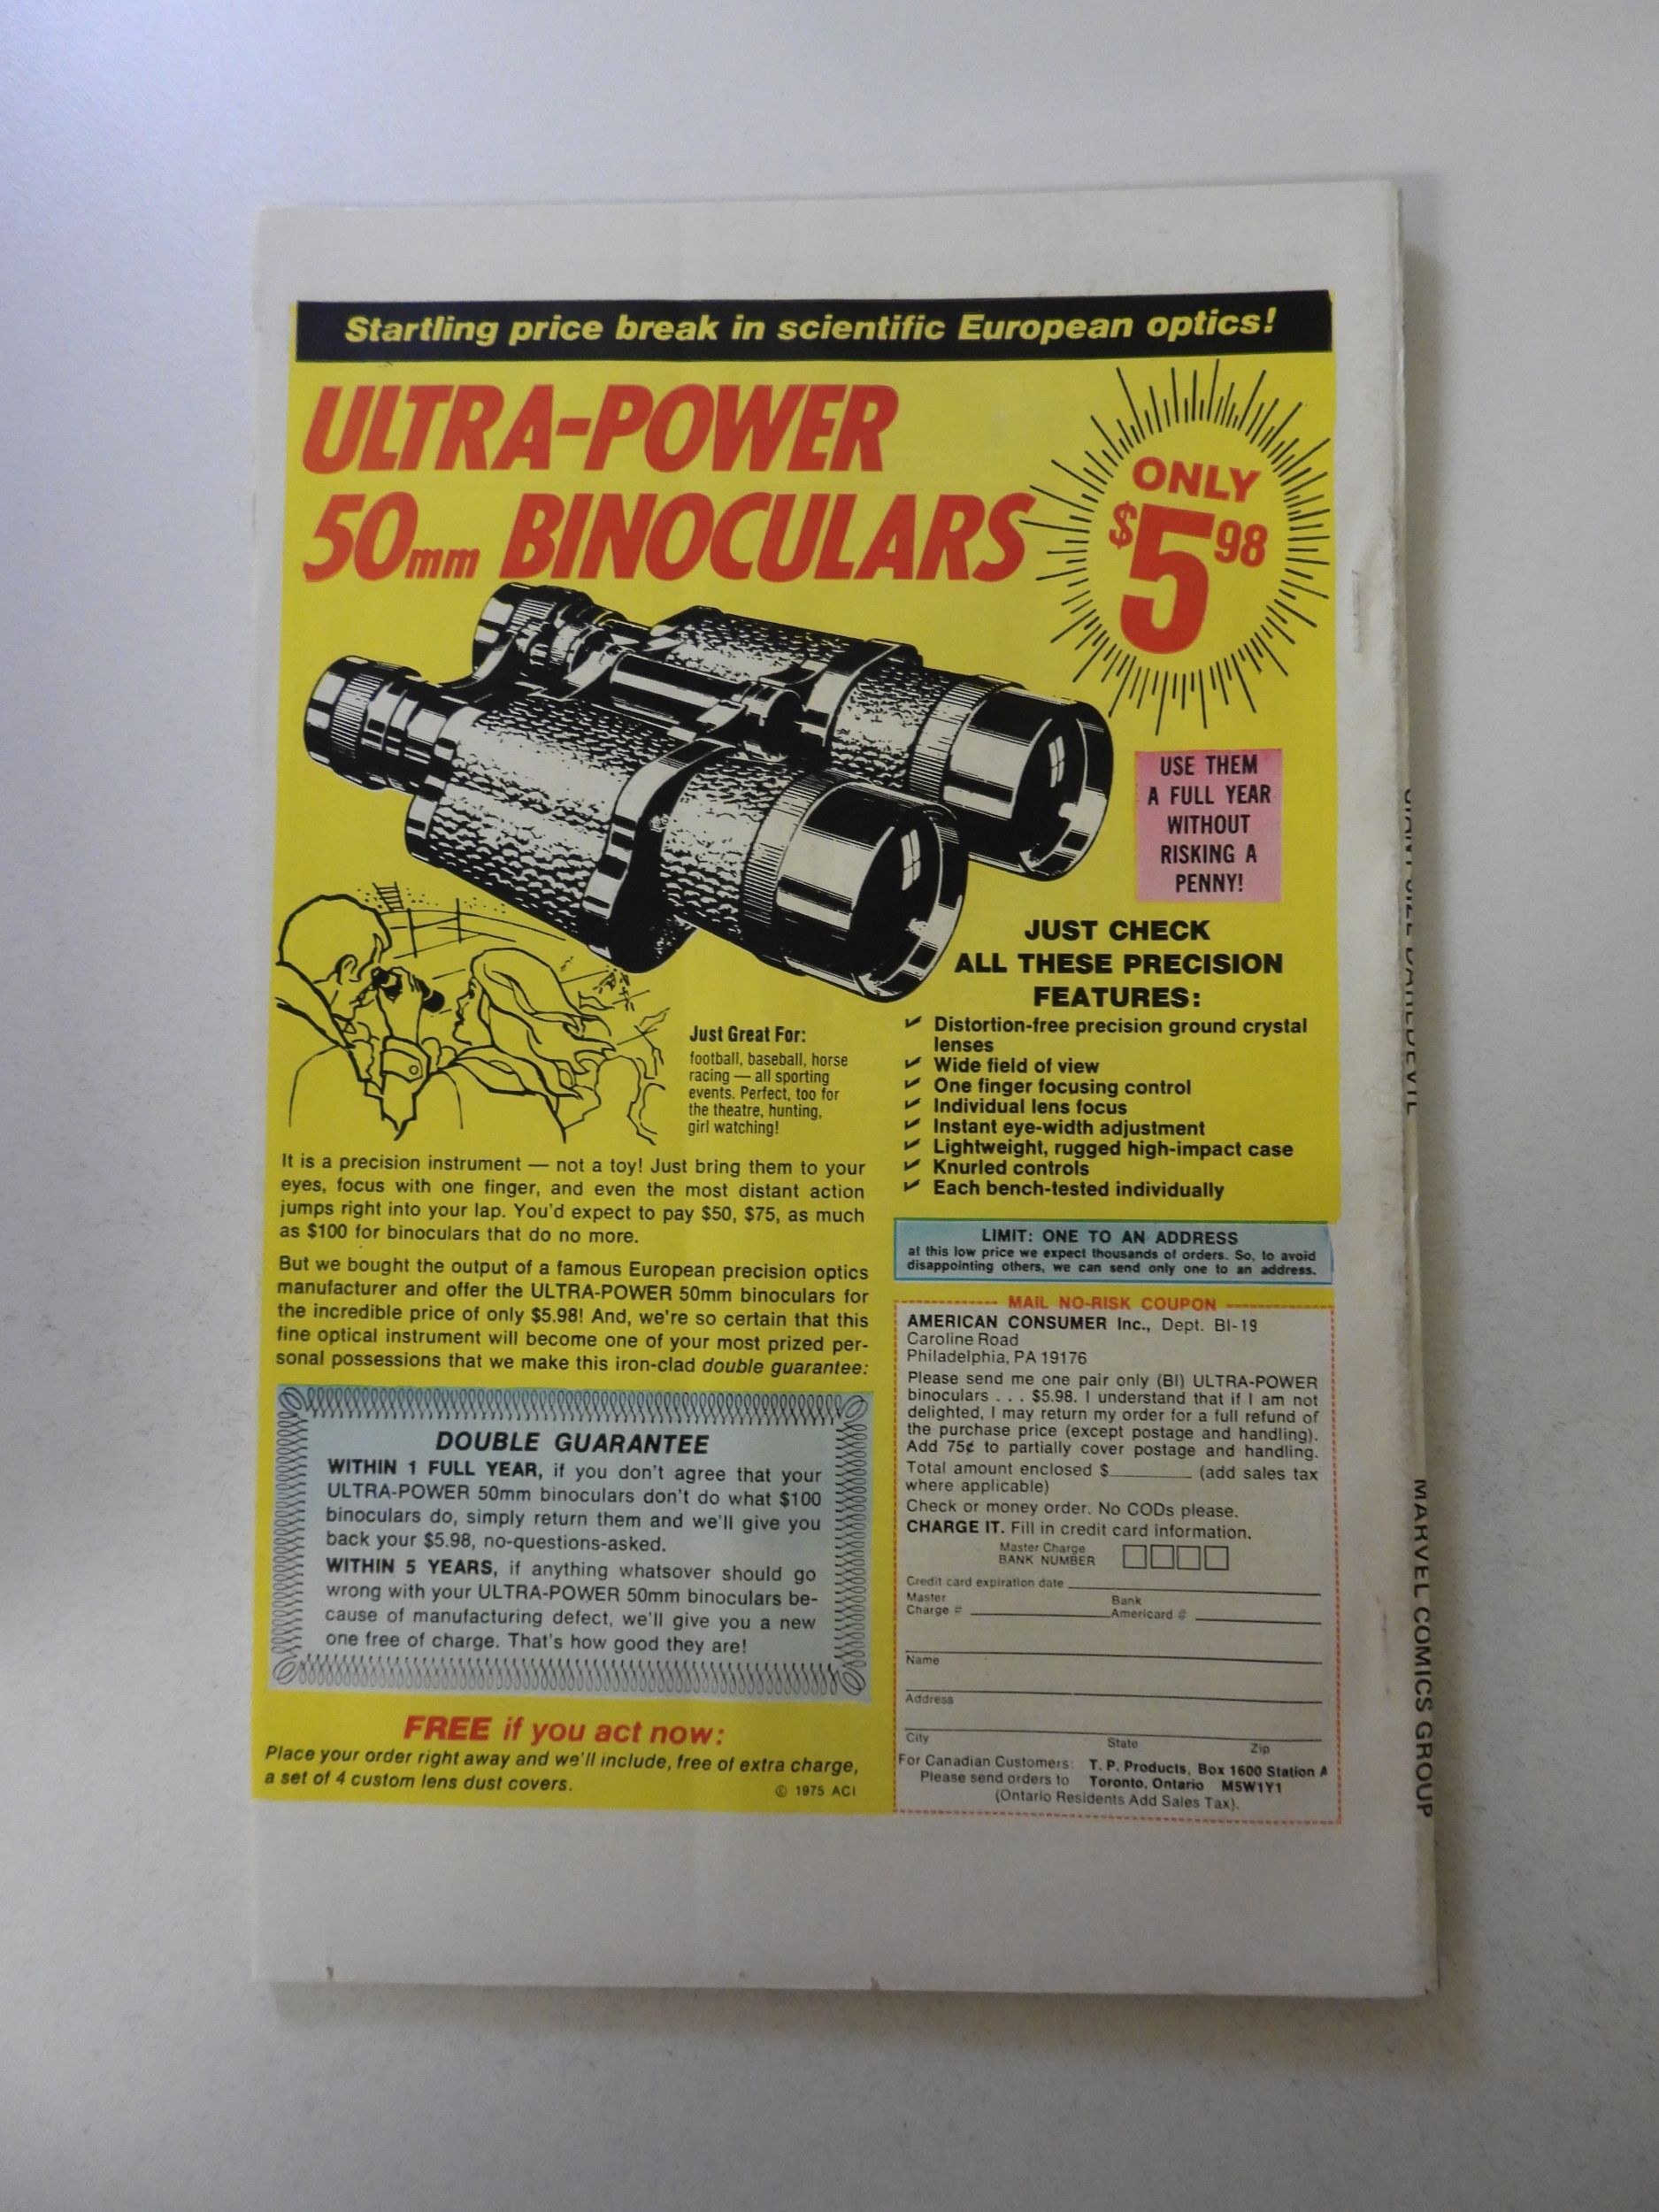 Startling price break in scientific European optics!
ULTRA-POWER
50mm BINOCULARS
ONLY
$5 98
USE THEM
A FULL YEAR
WITHOUT
RISKING A
PENNY!
JUST CHECK
ALL THESE PRECISION
FEATURES:
✔ Distortion-free precision ground crystal
lenses
✔ Wide field of view
✔ One finger focusing control
✔ Individual lens focus
✔ Instant eye-width adjustment
✔ Lightweight, rugged high-impact case
✔ Knurled controls
✔ Each bench-tested individually
Just Great For:
football, baseball, horse
racing — all sporting
events. Perfect, too for
the theatre, hunting,
girl watching!
It is a precision instrument — not a toy! Just bring them to your
eyes, focus with one finger, and even the most distant action
jumps right into your lap. You'd expect to pay $50, $75, as much
as $100 for binoculars that do no more.
But we bought the output of a famous European precision optics
manufacturer and offer the ULTRA-POWER 50mm binoculars for
the incredible price of only $5.98! And, we're so certain that this
fine optical instrument will become one of your most prized per-
sonal possessions that we make this iron-clad double guarantee:
DOUBLE GUARANTEE
WITHIN 1 FULL YEAR, if you don't agree that your
ULTRA-POWER 50mm binoculars don't do what $100
binoculars do, simply return them and we'll give you
back your $5.98, no-questions-asked.
WITHIN 5 YEARS, if anything whatsover should go
wrong with your ULTRA-POWER 50mm binoculars be-
cause of manufacturing defect, we'll give you a new
one free of charge. That's how good they are!
FREE if you act now:
Place your order right away and we'll include, free of extra charge,
a set of 4 custom lens dust covers.
© 1975 ACI
LIMIT: ONE TO AN ADDRESS
at this low price we expect thousands of orders. So, to avoid
disappointing others, we can send only one to an address.
MAIL NO-RISK COUPON
AMERICAN CONSUMER Inc., Dept. BI-19
Caroline Road
Philadelphia, PA 19176
Please send me one pair only (BI) ULTRA-POWER
binoculars . . . $5.98. I understand that if I am not
delighted, I may return my order for a full refund of
the purchase price (except postage and handling).
Add 75¢ to partially cover postage and handling.
Total amount enclosed $________ (add sales tax
where applicable)
Check or money order. No CODs please.
CHARGE IT. Fill in credit card information.
Master Charge
BANK NUMBER
Credit card expiration date
Master
Charge #
Bank
Americard #
Name
Address
City State Zip
For Canadian Customers: T. P. Products, Box 1600 Station A
Please send orders to Toronto, Ontario M5W1Y1
(Ontario Residents Add Sales Tax).
GIANT-SIZE DAREDEVIL
MARVEL COMICS GROUP